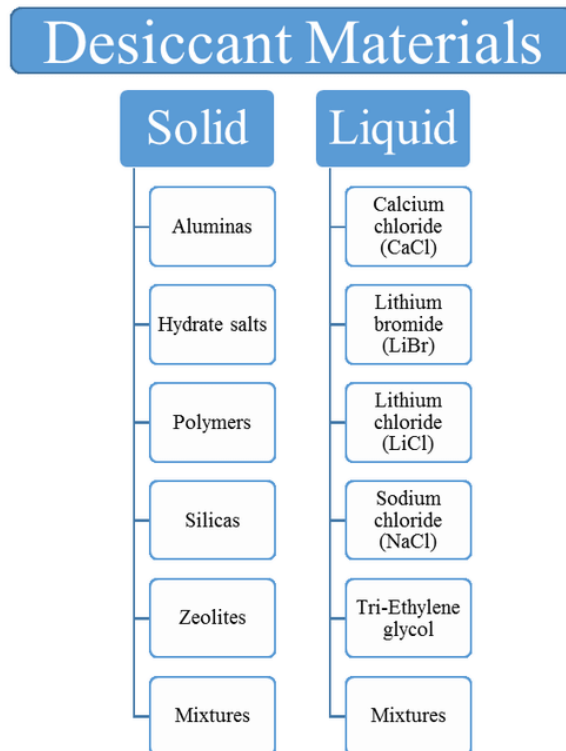 Desiccant Materials
Solid
Aluminas
Hydrate salts
Polymers
Silicas
Zeolites
Mixtures
Liquid
Calcium
chloride
(CaCl)
Lithium
bromide
(LiBr)
Lithium
chloride
(LiCl)
Sodium
chloride
(NaCl)
Tri-Ethylene
glycol
Mixtures